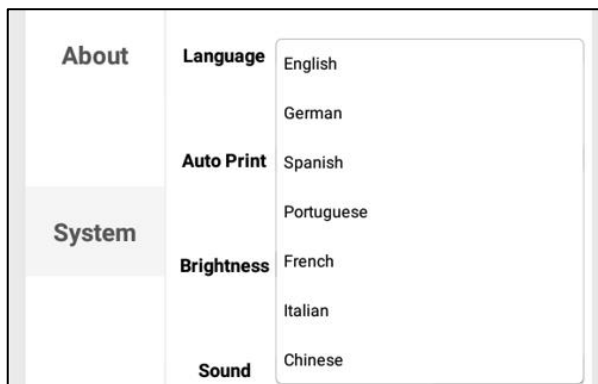 About
System
Language
Auto Print
Brightness
Sound
English
German
Spanish
Portuguese
French
Italian
Chinese